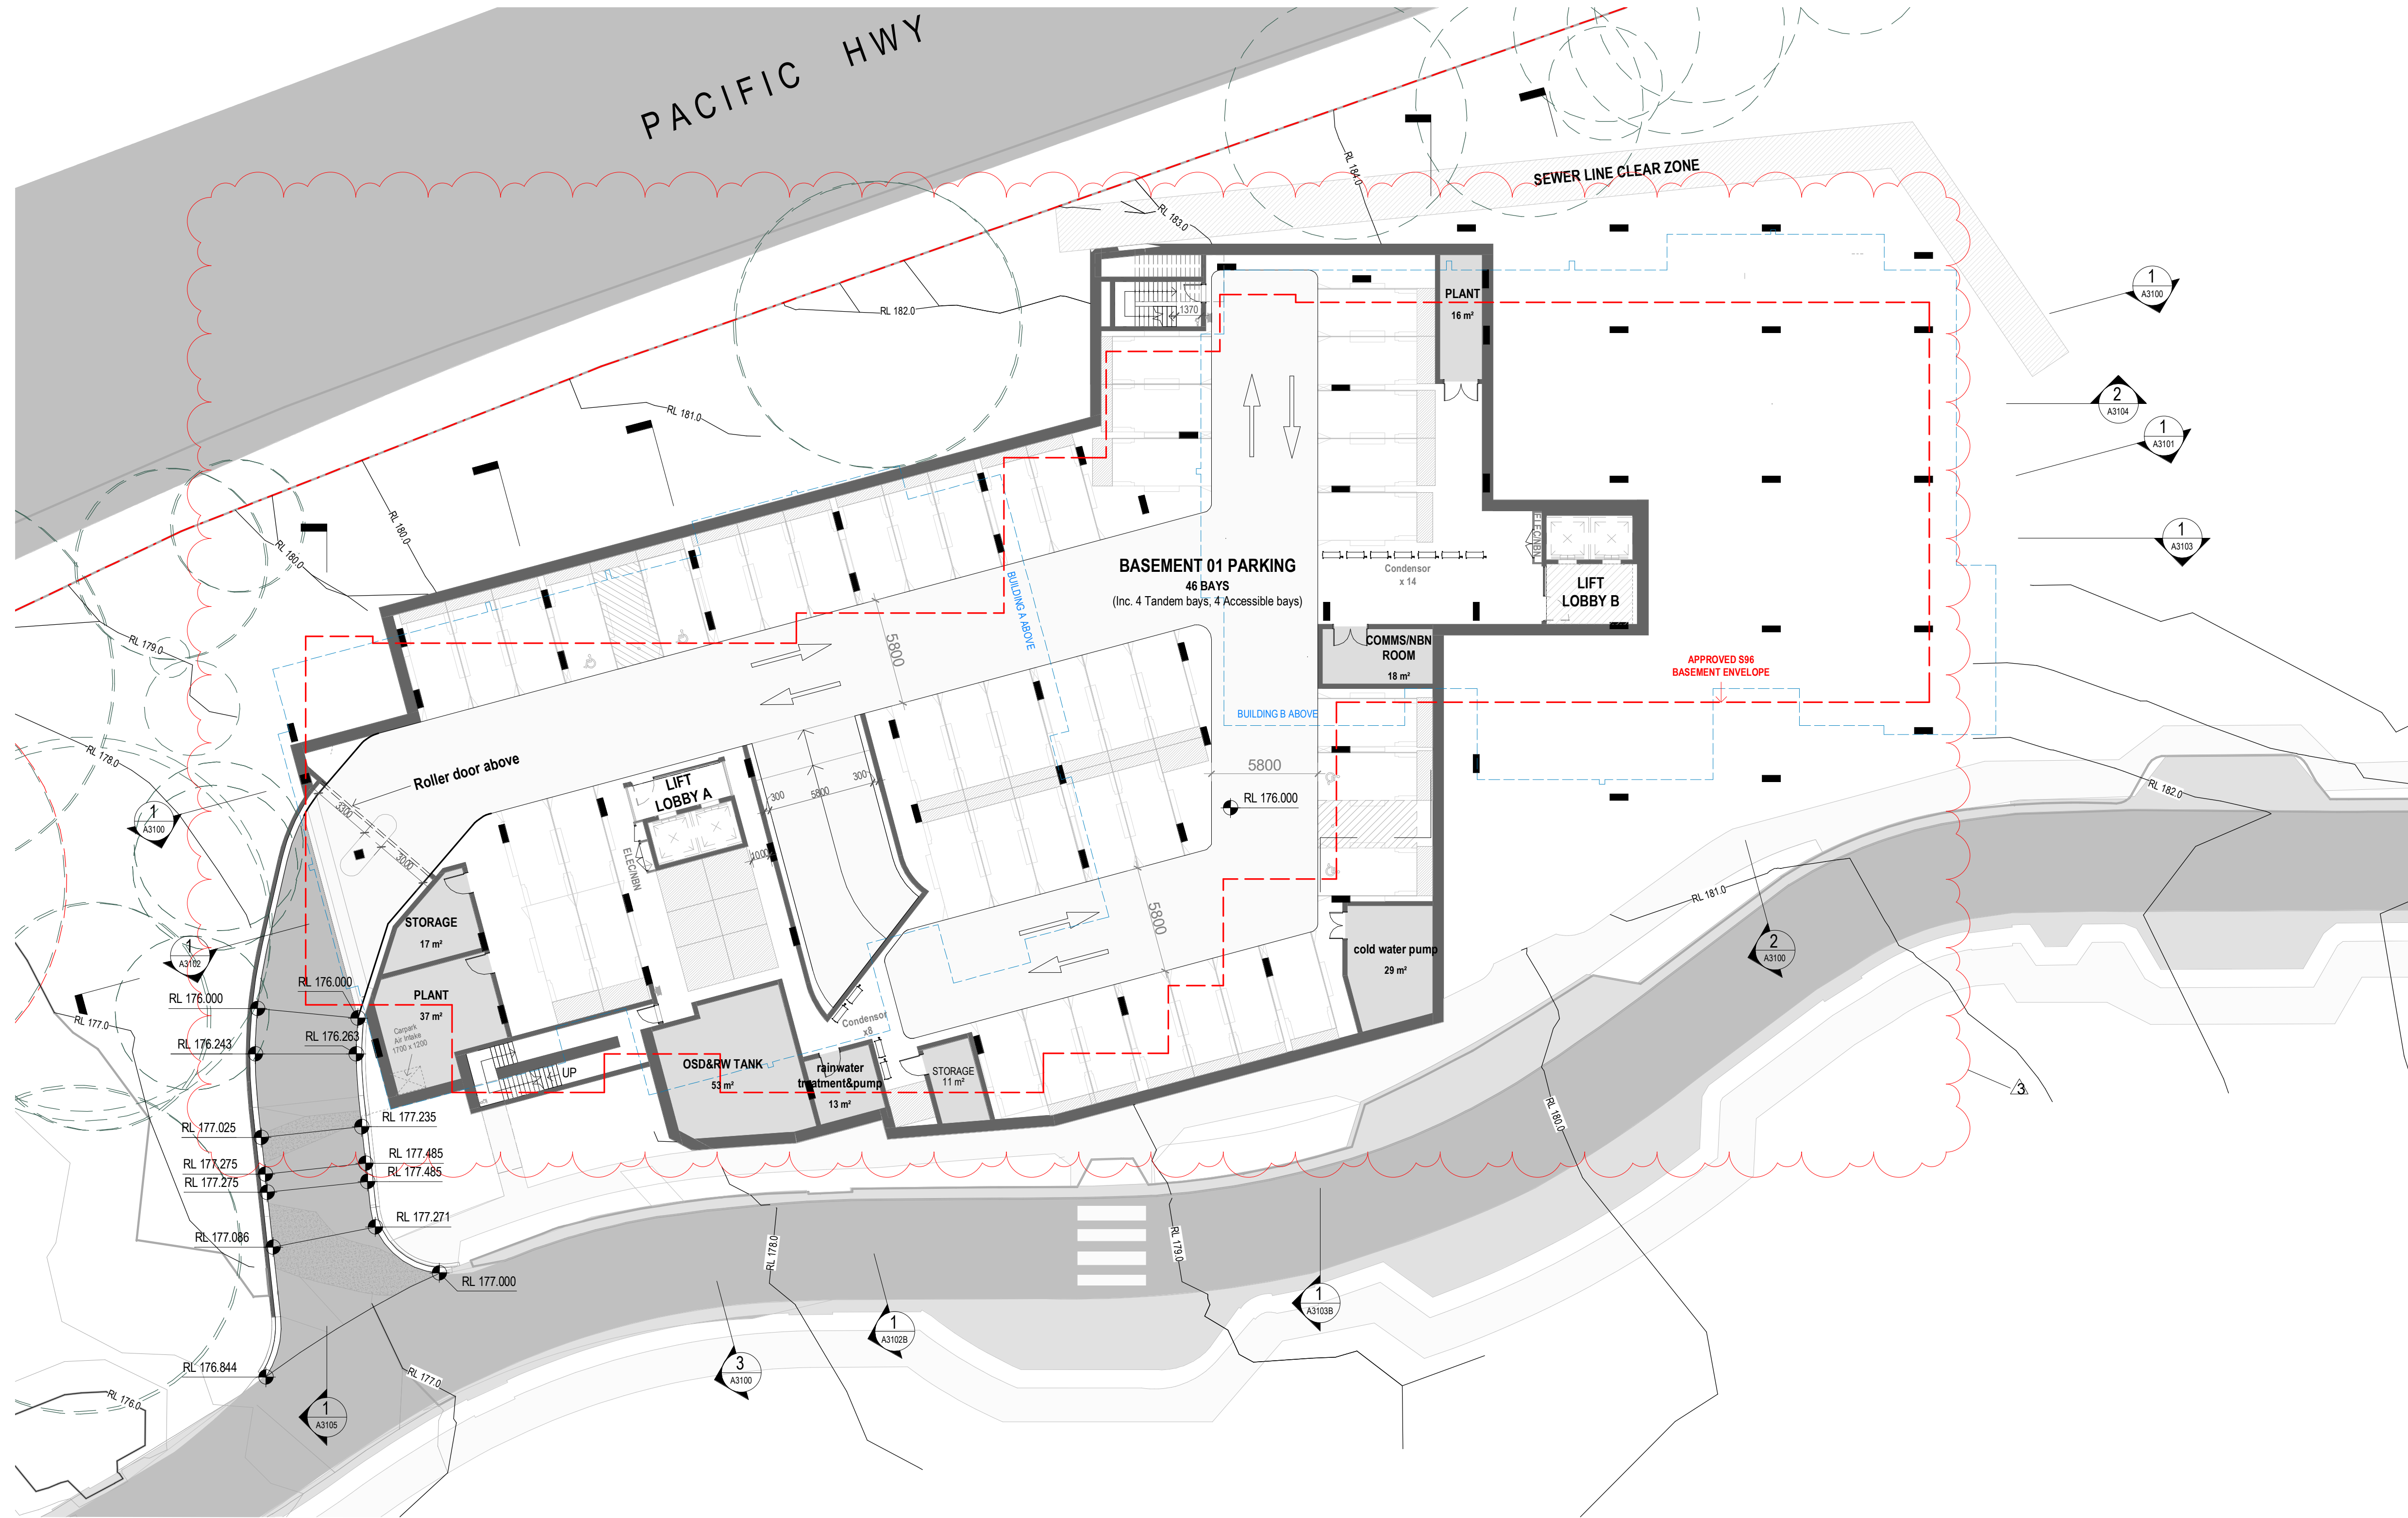 PACIFIC HWY
SEWER LINE CLEAR ZONE
RL 184.0
RL 183.0
RL 182.0
RL 181.0
RL 180.0
RL 180.0
RL 179.0
RL 178.0
RL 177.0
1370
PLANT
16 m²
1
A3100
2
A3104
1
A3101
1
A3103
BASEMENT 01 PARKING
46 BAYS
(Inc. 4 Tandem bays, 4 Accessible bays)
BUILDING A ABOVE
5800
Condensor
x 14
ELEC/NBN
LIFT
LOBBY B
COMMS/NBN
ROOM
18 m²
APPROVED S96
BASEMENT ENVELOPE
BUILDING B ABOVE
5800
RL 176.000
Roller door above
LIFT
LOBBY A
300
5800
300
1000
ELEC/NBN
3300
3000
1
A3100
1
A3102
STORAGE
17 m²
PLANT
37 m²
Carpark
Air Intake
1700 x 1200
UP
OSD&RW TANK
53 m²
rainwater
treatment&pump
13 m²
Condensor
x8
STORAGE
11 m²
5800
cold water pump
29 m²
RL 182.0
RL 181.0
RL 180.0
RL 179.0
RL 178.0
RL 177.0
RL 176.0
2
A3100
3
RL 176.000
RL 176.000
RL 176.243
RL 176.263
RL 177.025
RL 177.235
RL 177.275
RL 177.485
RL 177.275
RL 177.485
RL 177.086
RL 177.271
RL 177.000
RL 176.844
1
A3105
3
A3100
1
A3102B
1
A3103B